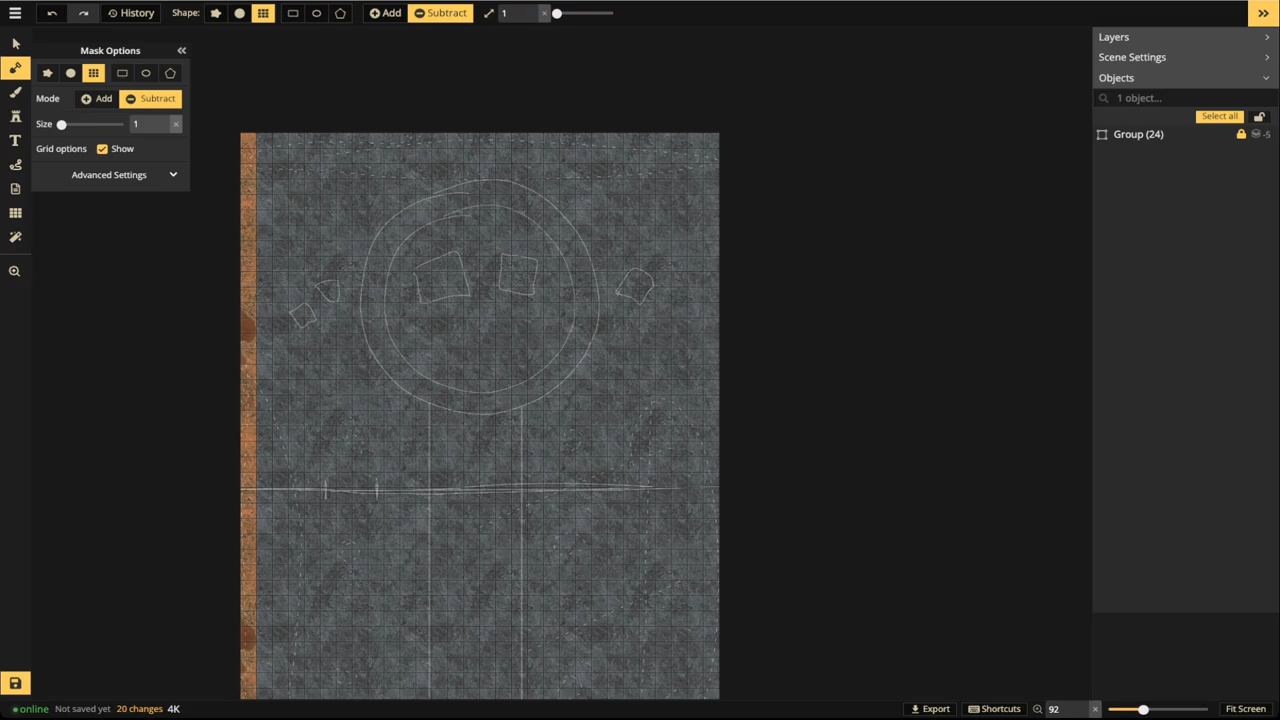 History
Shape:
Add
Subtract
1
×
Mask Options
Mode
Add
Subtract
Size
1
×
Grid options
Show
Advanced Settings
Layers
Scene Settings
Objects
1 object...
Select all
Group (24)
-5
online
Not saved yet
20 changes
4K
Export
Shortcuts
92
×
Fit Screen